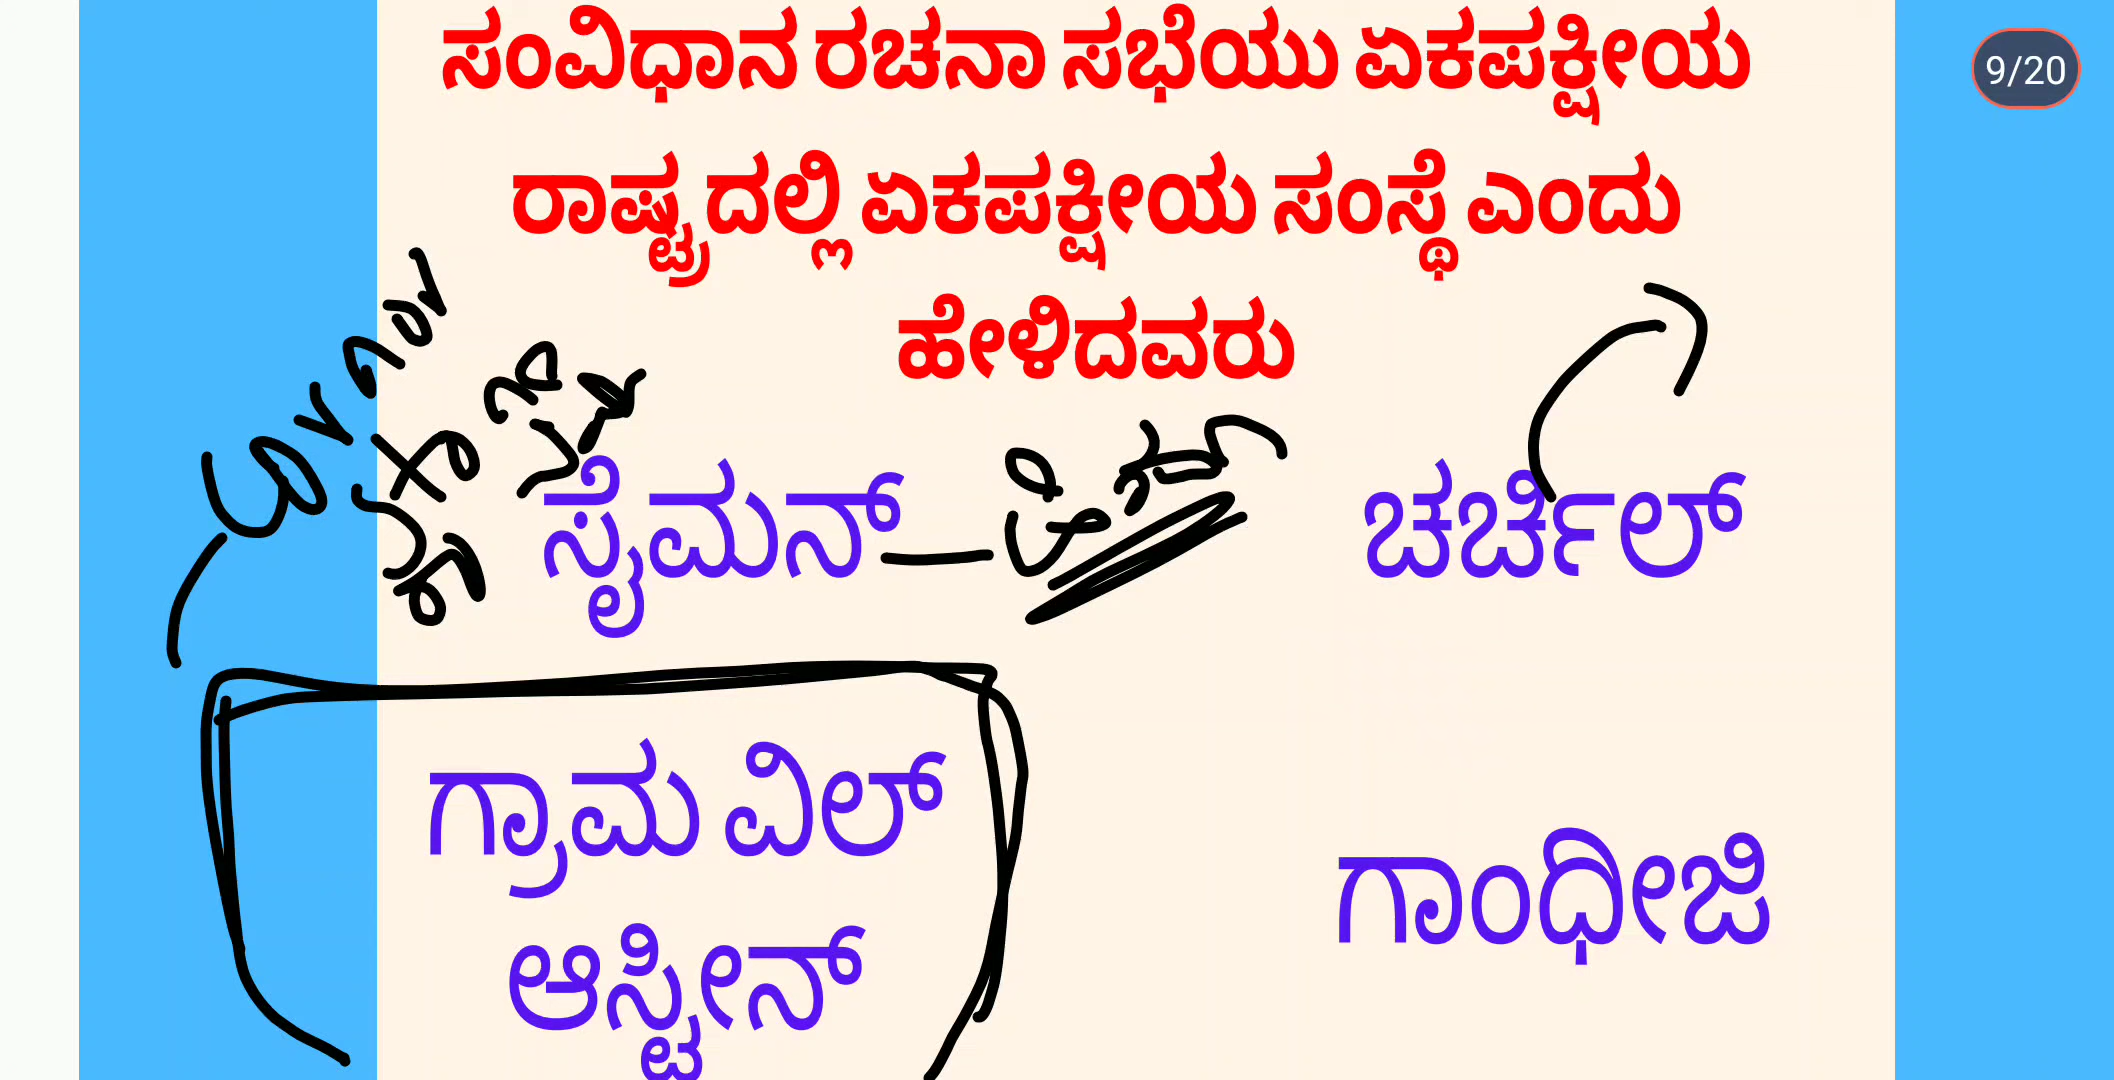 ಸಂವಿಧಾನ ರಚನಾ ಸಭೆಯು ಏಕಪಕ್ಷೀಯ
9/20
ರಾಷ್ಟ್ರದಲ್ಲಿ ಏಕಪಕ್ಷೀಯ ಸಂಸ್ಥೆ ಎಂದು
ಹೇಳಿದವರು
ಸೈಮನ್
ಚರ್ಚಿಲ್
ಗ್ರಾಮ ವಿಲ್
ಆಸ್ಟೀನ್
ಗಾಂಧೀಜಿ